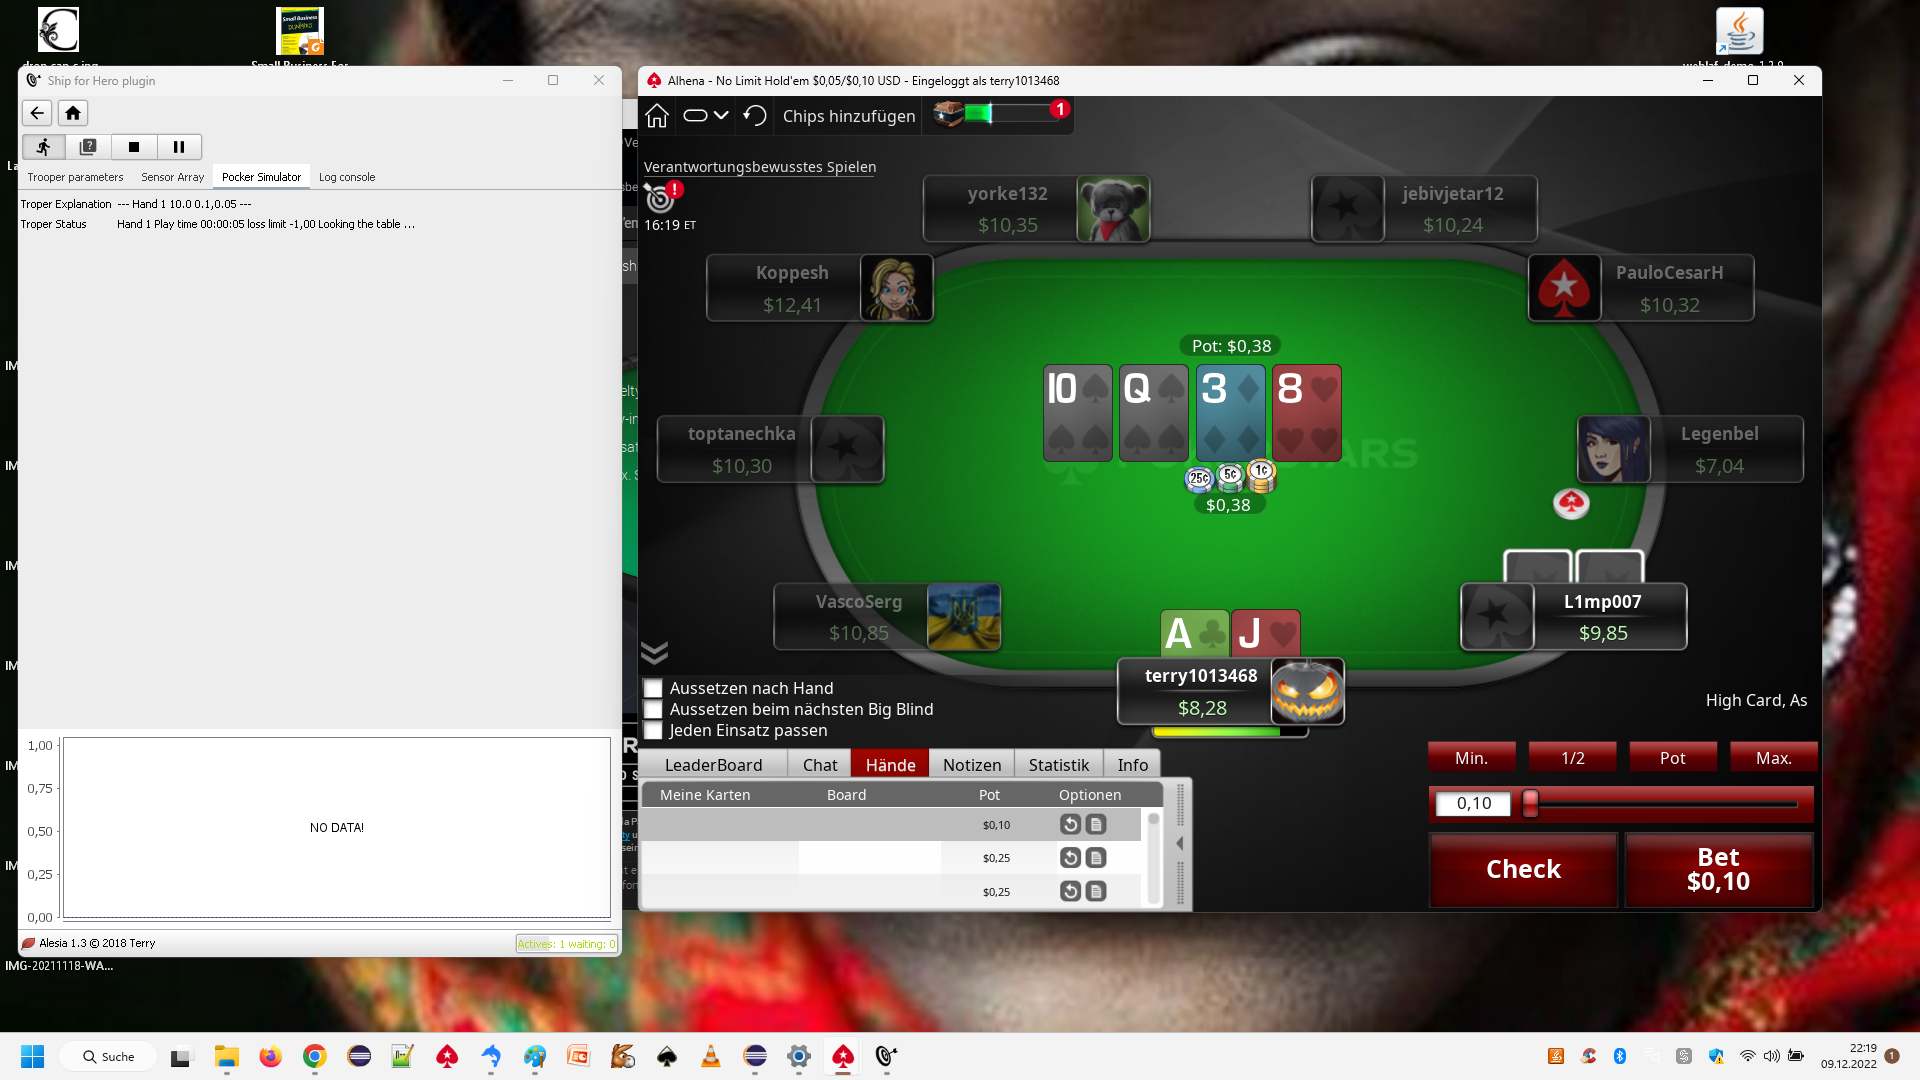 Ship for Hero plugin
Trooper parameters
Sensor Array
Pocker Simulator
Log console
Troper Explanation
--- Hand 1 10.0 0.1,0.05 ---
Troper Status
Hand 1 Play time 00:00:05 loss limit -1,00 Looking the table ...
1,00
0,75
0,50
0,25
0,00
NO DATA!
Alesia 1.3 © 2018 Terry
Actives: 1 waiting: 0
IMG-20211118-WA...
Alhena - No Limit Hold'em $0,05/$0,10 USD - Eingeloggt als terry1013468
Chips hinzufügen
1
Verantwortungsbewusstes Spielen
!
16:19 ET
yorke132
$10,35
jebivjetar12
$10,24
Koppesh
$12,41
PauloCesarH
$10,32
toptanechka
$10,30
Legenbel
$7,04
VascoSerg
$10,85
L1mp007
$9,85
Pot: $0,38
10
Q
3
8
25¢
5¢
1¢
$0,38
A
J
terry1013468
$8,28
High Card, As
Aussetzen nach Hand
Aussetzen beim nächsten Big Blind
Jeden Einsatz passen
LeaderBoard
Chat
Hände
Notizen
Statistik
Info
Meine Karten
Board
Pot
Optionen
$0,10
$0,25
$0,25
Min.
1/2
Pot
Max.
0,10
Check
Bet
$0,10
Suche
22:19
09.12.2022
1